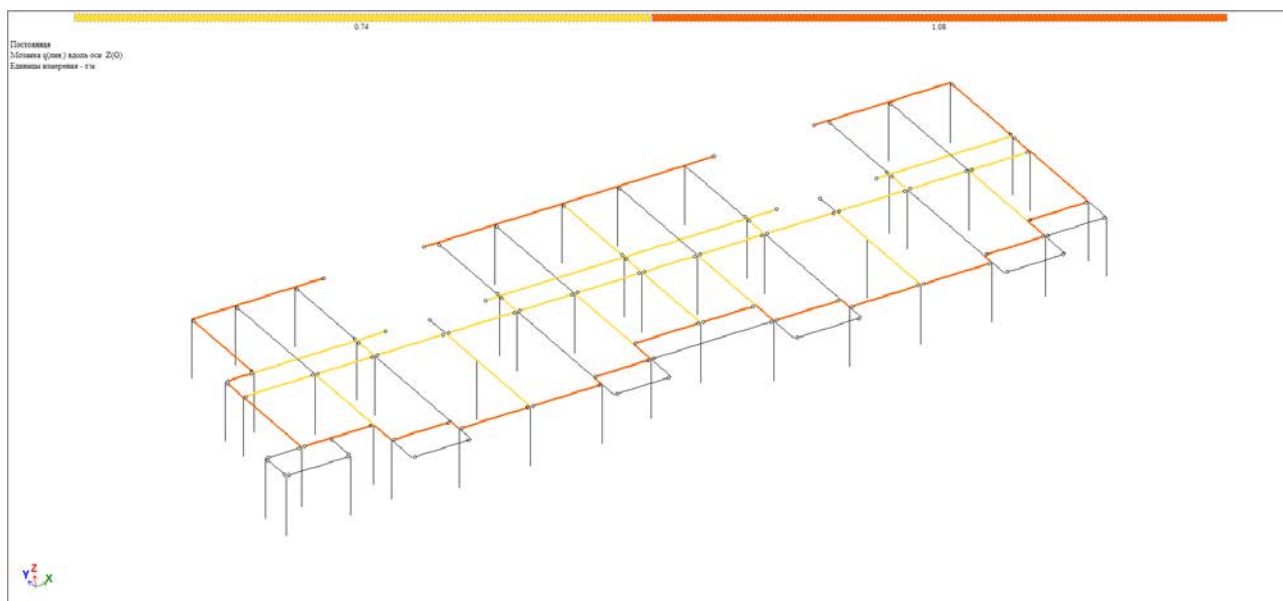 0.74
1.08
Постоянная
Мозаика q(лин.) вдоль оси Z(G)
Единицы измерения - т/м
Z
Y
X